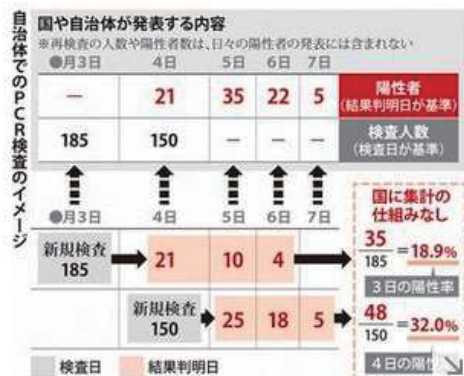 自治体でのPCR検査のイメージ
国や自治体が発表する内容
※再検査の人数や陽性者数は、日々の陽性者の発表には含まれない
●月3日 4日 5日 6日 7日
― 21 35 22 5 陽性者
(結果判明日が基準)
185 150 ― ― ― 検査人数
(検査日が基準)
●月3日 4日 5日 6日 7日
国に集計の
仕組みなし
新規検査
185
21 10 4
35/185=18.9%
3日の陽性率
新規検査
150
25 18 5
48/150=32.0%
4日の陽性
検査日 結果判明日